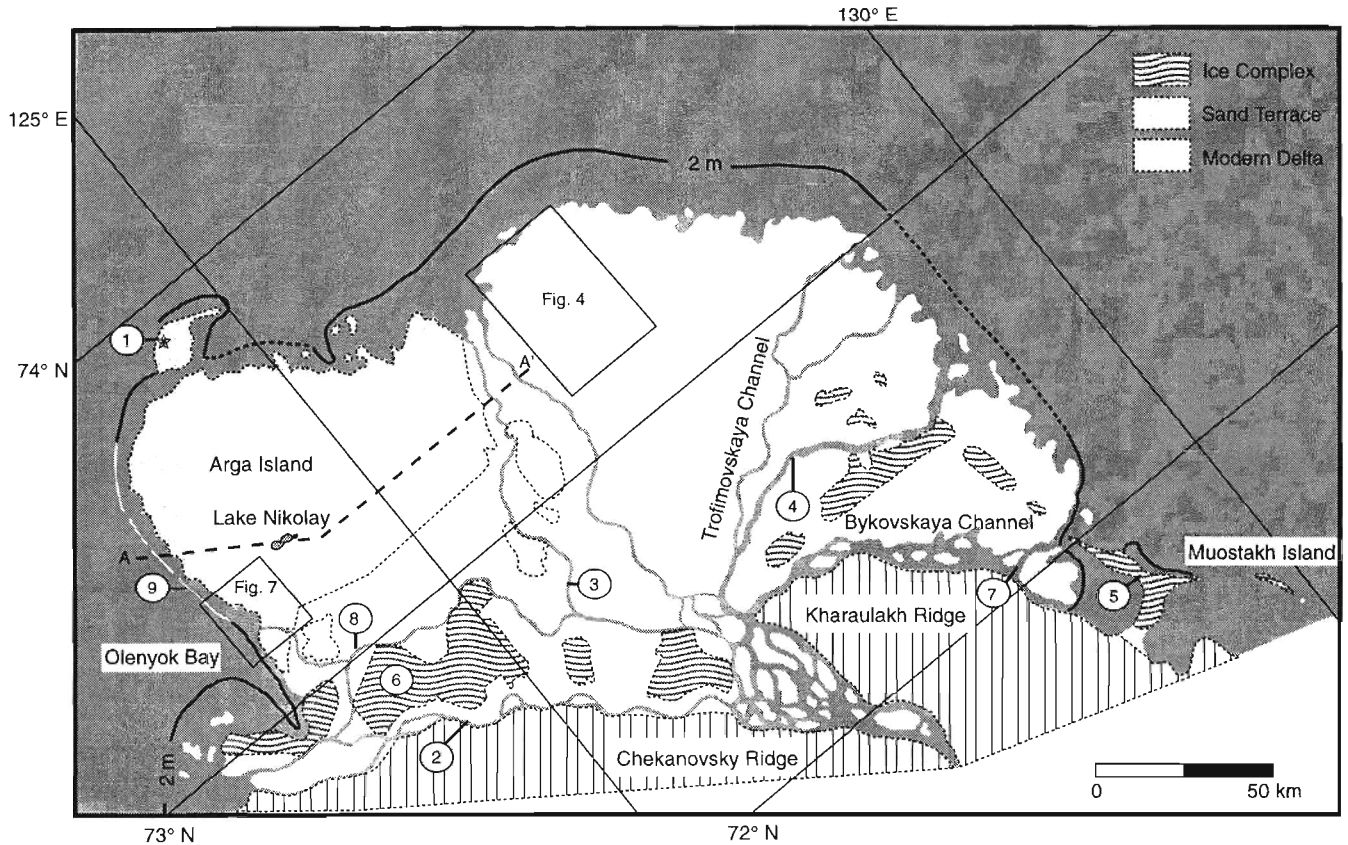 130° E
Ice Complex
Sand Terrace
Modern Delta
125° E
2 m
Fig. 4
1
74° N
A'
Trofimovskaya Channel
Arga Island
Lake Nikolay
4
Bykovskaya Channel
A
Muostakh Island
9
Fig. 7
3
7
5
Kharaulakh Ridge
8
Olenyok Bay
6
2
Chekanovsky Ridge
2 m
0
50 km
73° N
72° N